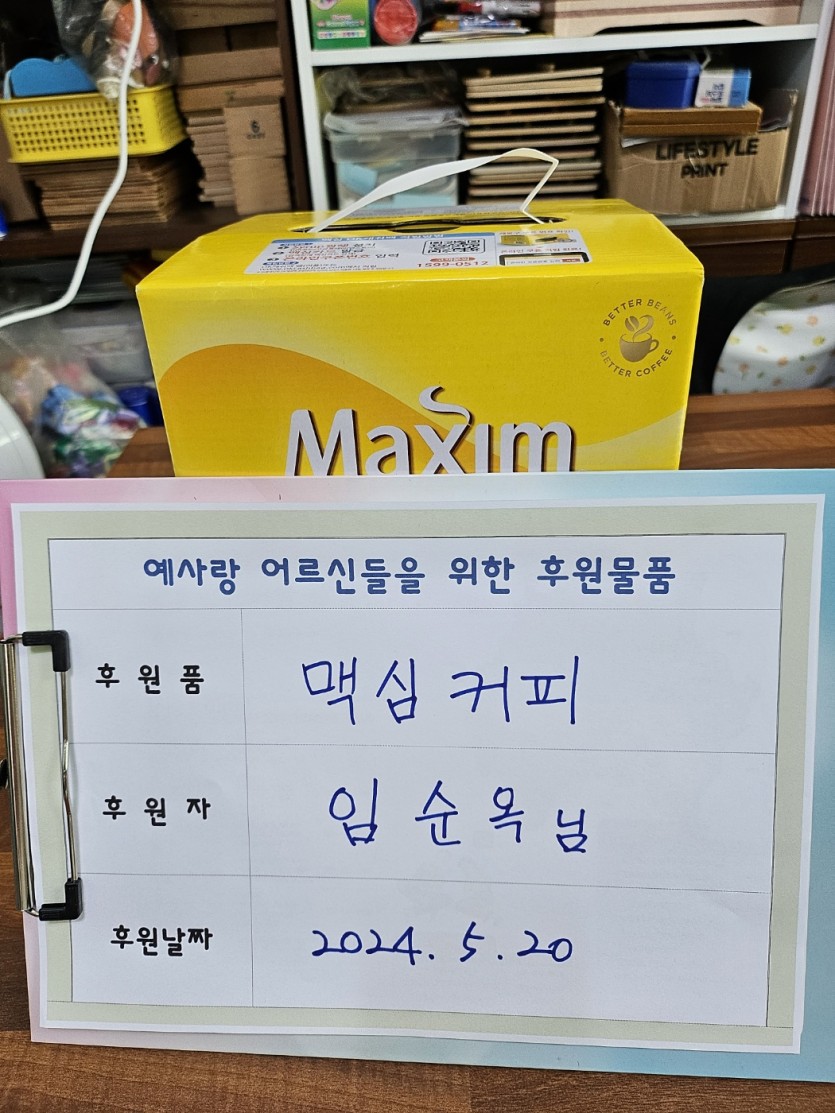 LIFESTYLE
PRINT
1599-0512
BETTER BEANS
BETTER COFFEE
Maxim
예사랑 어르신들을 위한 후원물품
후원품 맥심 커피
후원자 임순옥 님
후원날짜 2024. 5. 20